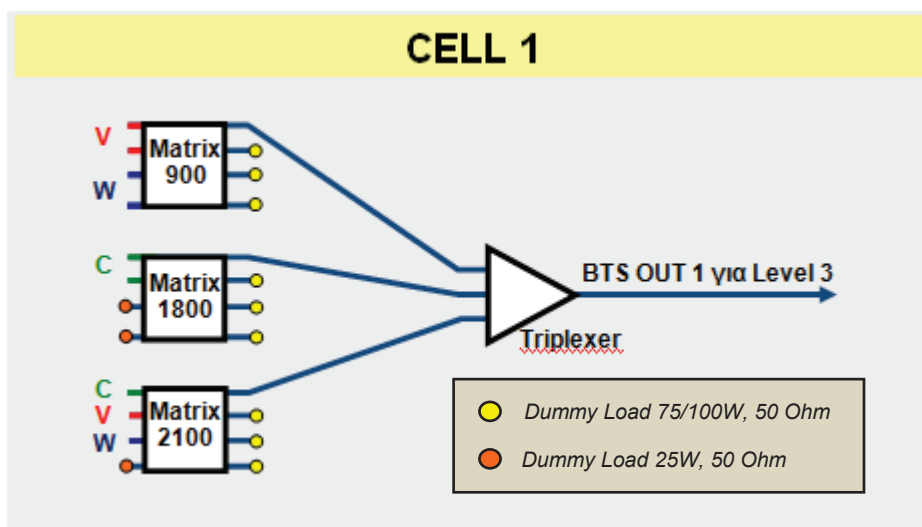 CELL 1
V
W
Matrix
900
C
Matrix
1800
C
V
W
Matrix
2100
BTS OUT 1 για Level 3
Triplexer
Dummy Load 75/100W, 50 Ohm
Dummy Load 25W, 50 Ohm